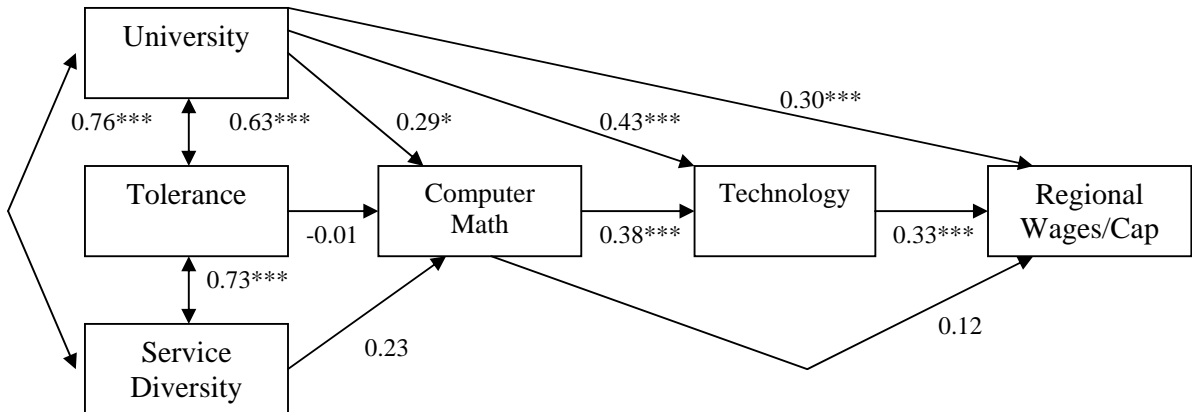 University
0.76***
0.63***
0.29*
0.43***
0.30***
Tolerance
-0.01
Computer
Math
0.38***
Technology
0.33***
Regional
Wages/Cap
0.73***
Service
Diversity
0.23
0.12